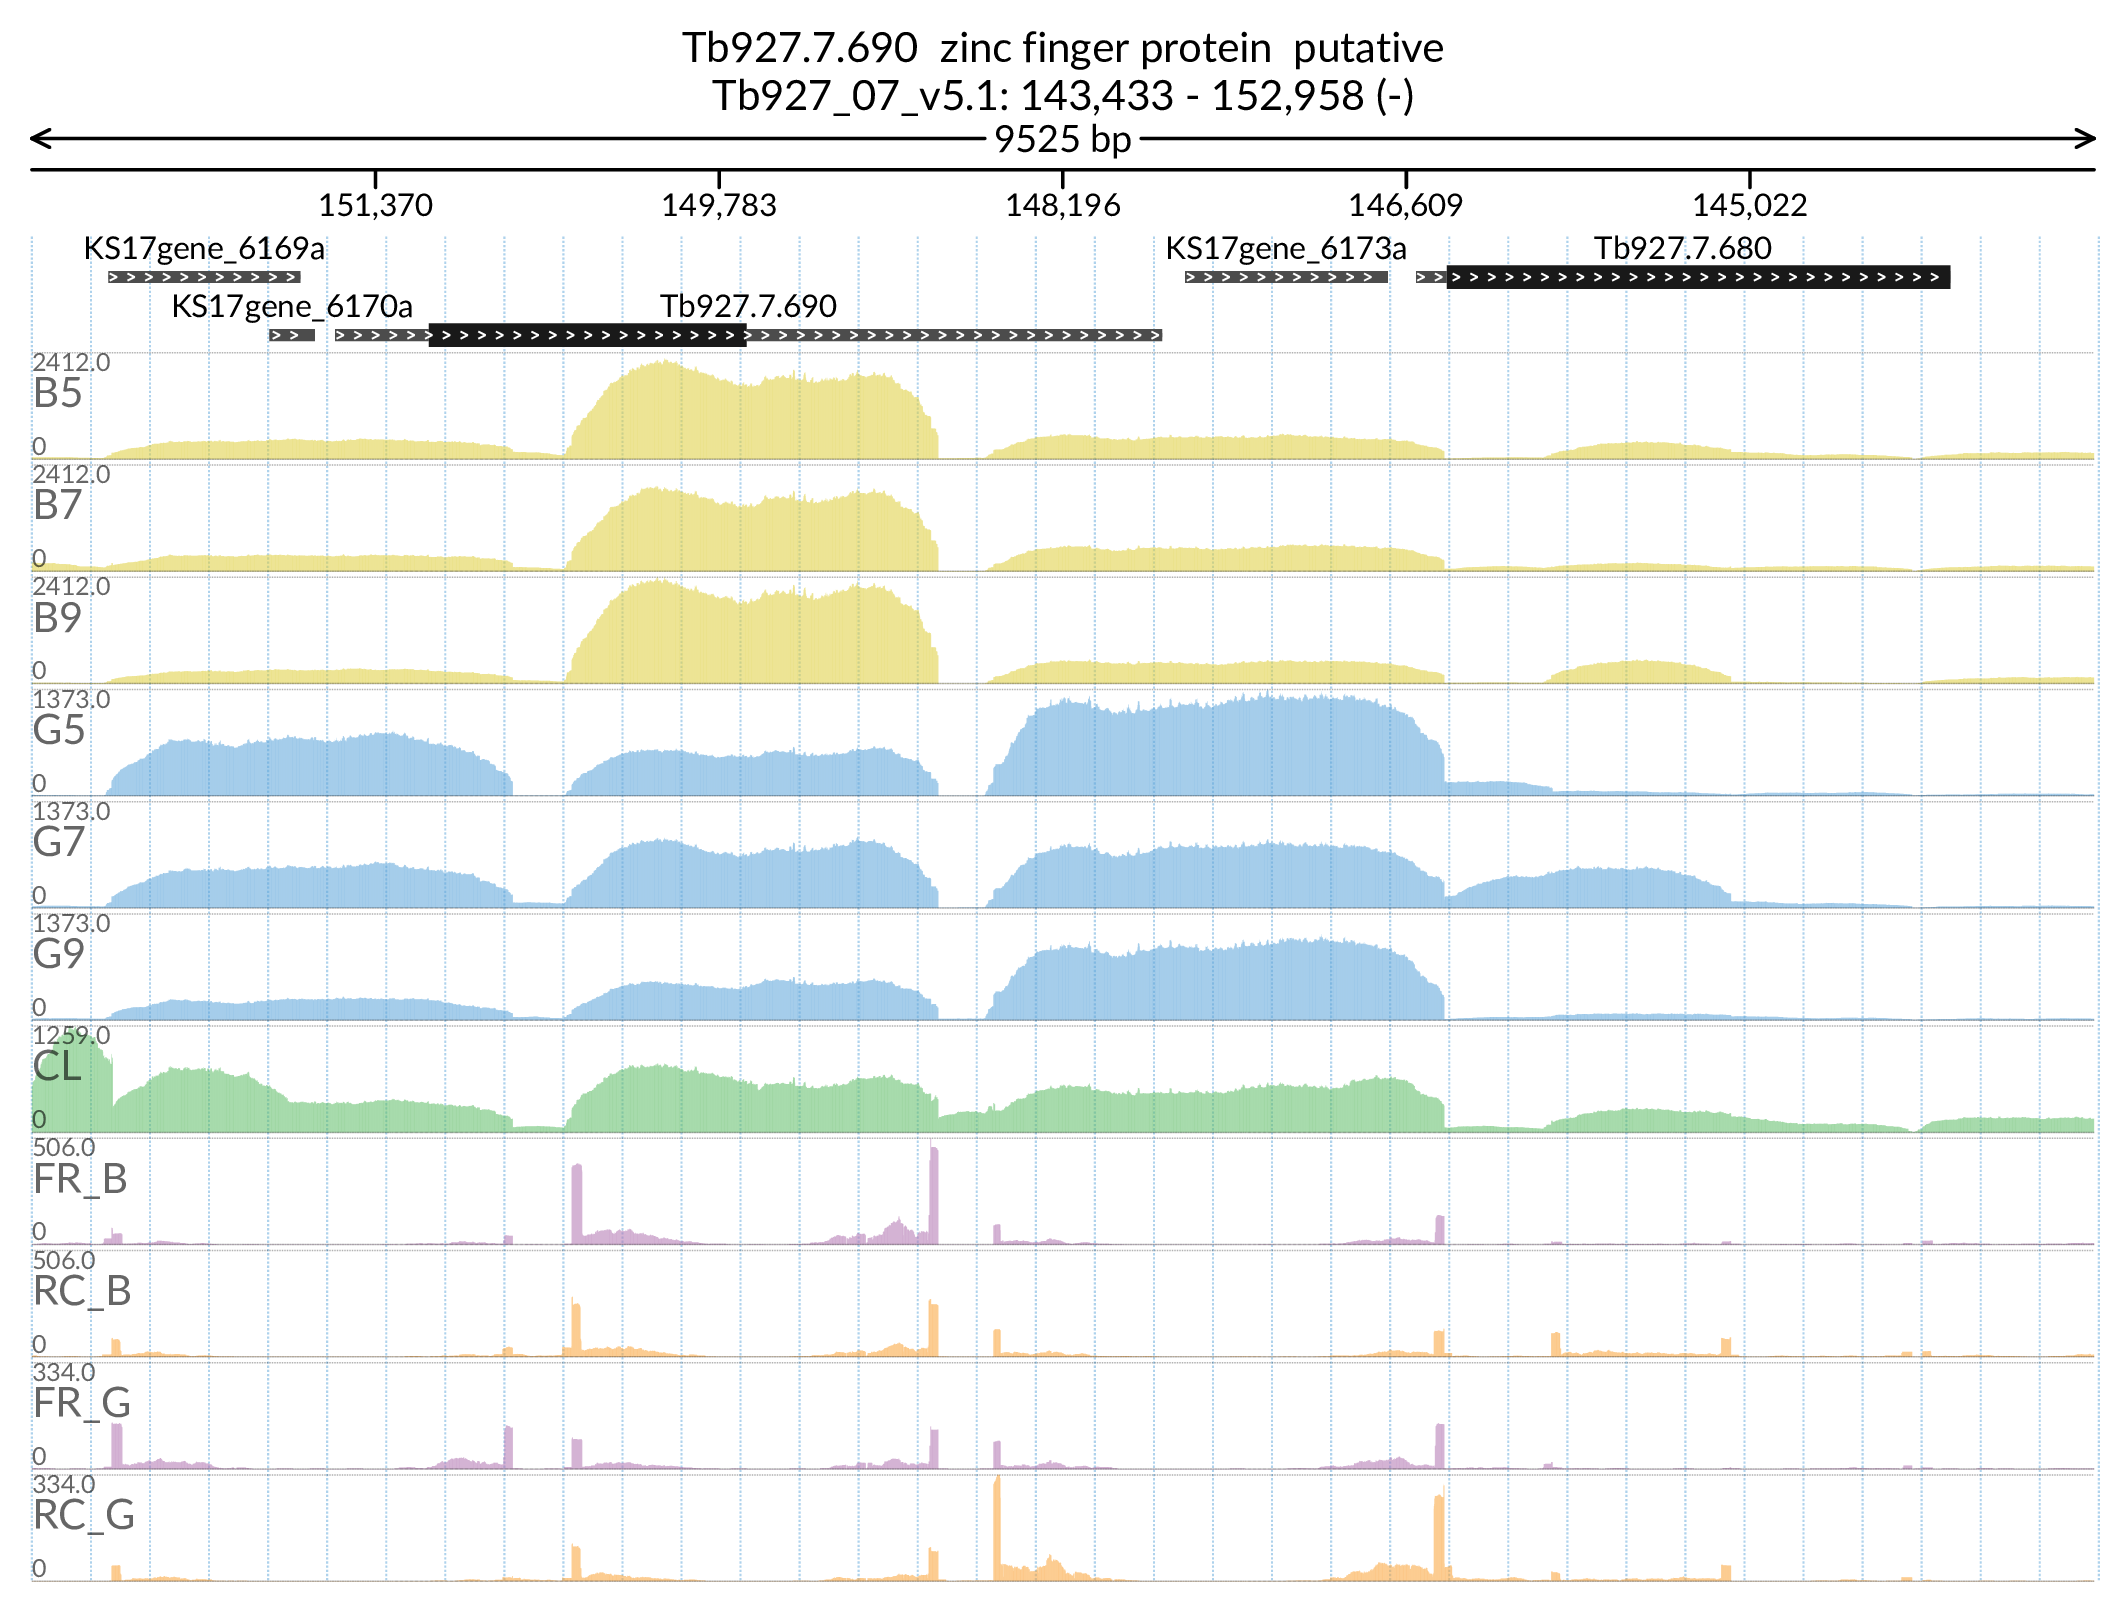 Tb927.7.690 zinc finger protein putative
Tb927_07_v5.1: 143,433 - 152,958 (-)
9525 bp
151,370 149,783 148,196 146,609 145,022
KS17gene_6169a KS17gene_6173a Tb927.7.680
KS17gene_6170a Tb927.7.690
2412.0
B5
0
2412.0
B7
0
2412.0
B9
0
1373.0
G5
0
1373.0
G7
0
1373.0
G9
0
1259.0
CL
0
506.0
FR_B
0
506.0
RC_B
0
334.0
FR_G
0
334.0
RC_G
0